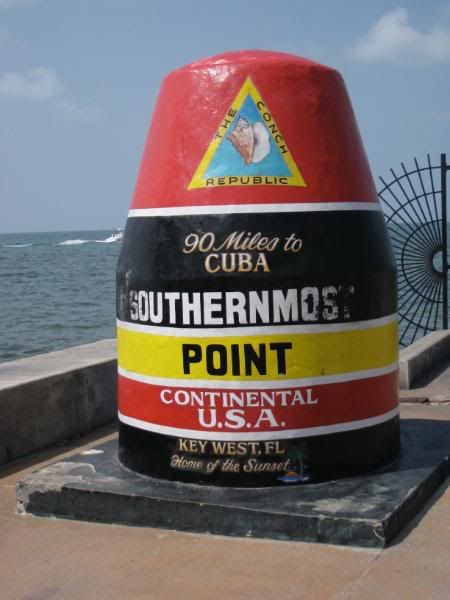 THE CONCH
REPUBLIC
90 Miles to
CUBA
SOUTHERNMOST
POINT
CONTINENTAL
U.S.A.
KEY WEST, FL
Home of the Sunset